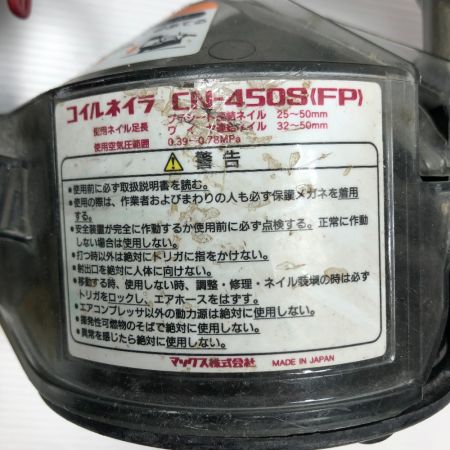 コイルネイラ CN-450S(FP)
使用ネイル足長 プラシート連結ネイル 25~50mm
ワイヤ連結ネイル 32~50mm
使用空気圧範囲 0.39~0.78MPa
警告
●使用前に必ず取扱説明書を読む。
●使用の際は、作業者およびまわりの人も必ず保護メガネを着用
する。
●安全装置が完全に作動するか使用前に必ず点検する。正常に作動
しない場合は使用しない。
●打つ時以外は絶対にトリガに指をかけない。
●射出口を絶対に人体に向けない。
●移動する時、使用しない時、調整・修理・ネイル装填の時は必ず
トリガをロックし、エアホースをはずす。
●エアコンプレッサ以外の動力源は絶対に使用しない。
●揮発性可燃物のそばで絶対に使用しない。
●異常を感じたら絶対に使用しない。
マックス株式会社 MADE IN JAPAN